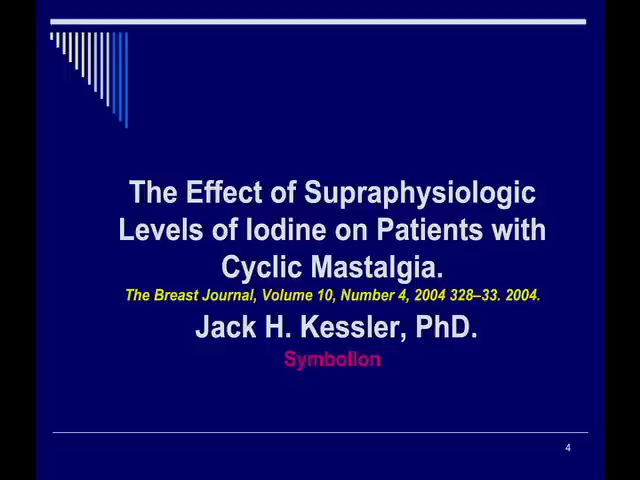 The Effect of Supraphysiologic
Levels of Iodine on Patients with
Cyclic Mastalgia.
The Breast Journal, Volume 10, Number 4, 2004 328–33. 2004.
Jack H. Kessler, PhD.
Symbollon
4